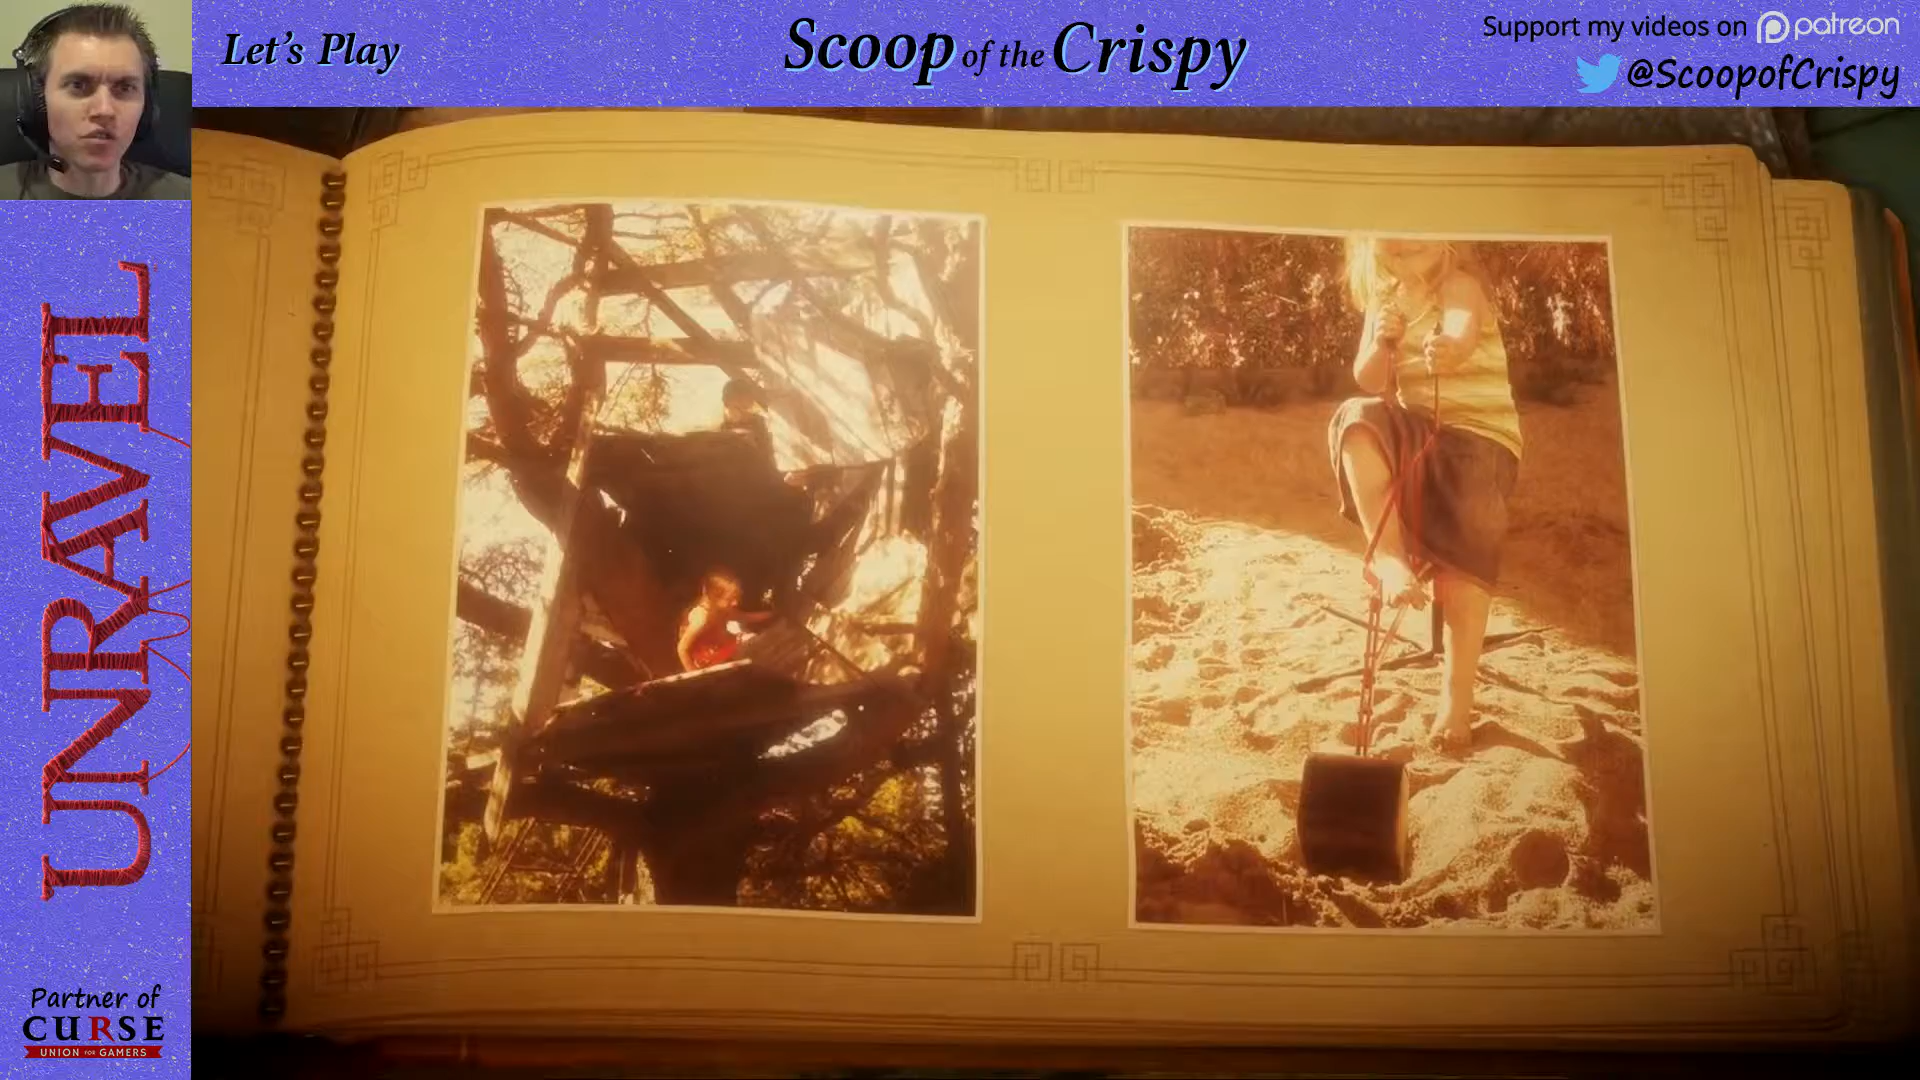 Let's Play
Scoop of the Crispy
Support my videos on patreon
@ScoopofCrispy
UNRAVEL
Partner of
CURSE
UNION FOR GAMERS